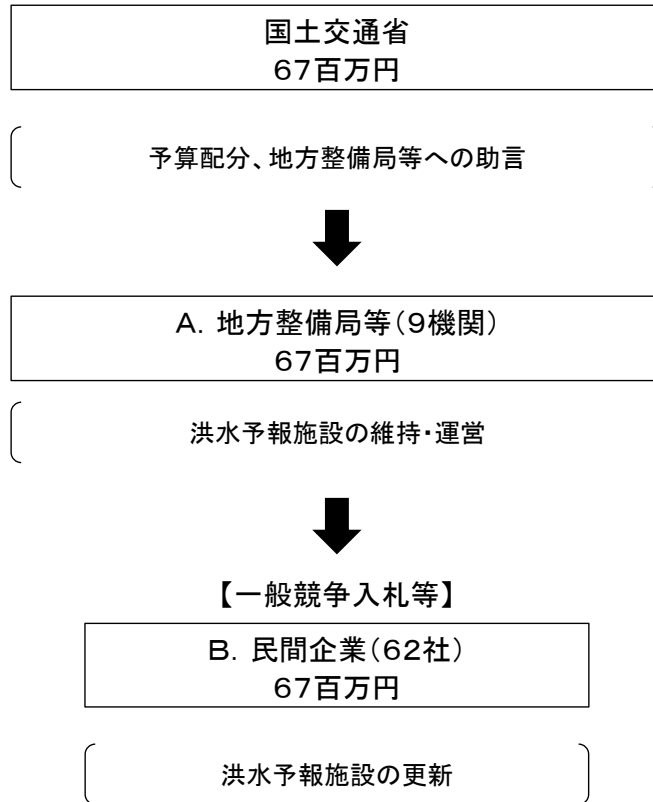 国土交通省
67百万円
予算配分、地方整備局等への助言
A. 地方整備局等(9機関)
67百万円
洪水予報施設の維持・運営
【一般競争入札等】
B. 民間企業(62社)
67百万円
洪水予報施設の更新